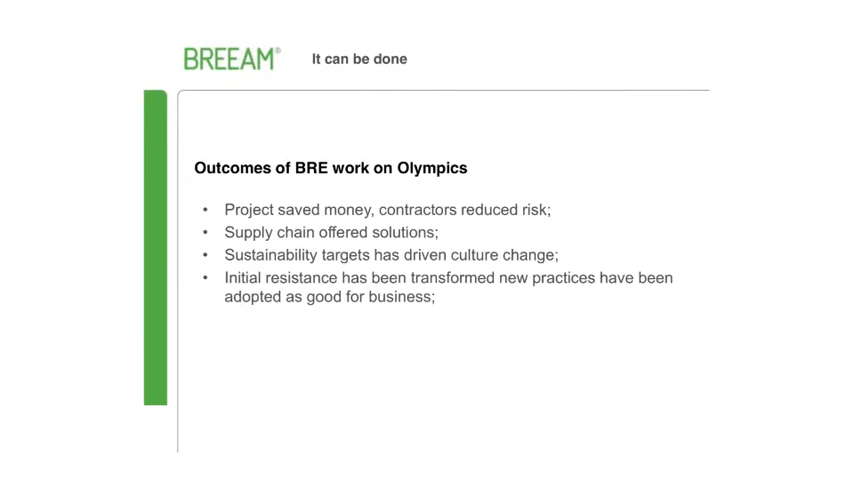 BREEAM® It can be done
Outcomes of BRE work on Olympics
• Project saved money, contractors reduced risk;
• Supply chain offered solutions;
• Sustainability targets has driven culture change;
• Initial resistance has been transformed new practices have been
adopted as good for business;